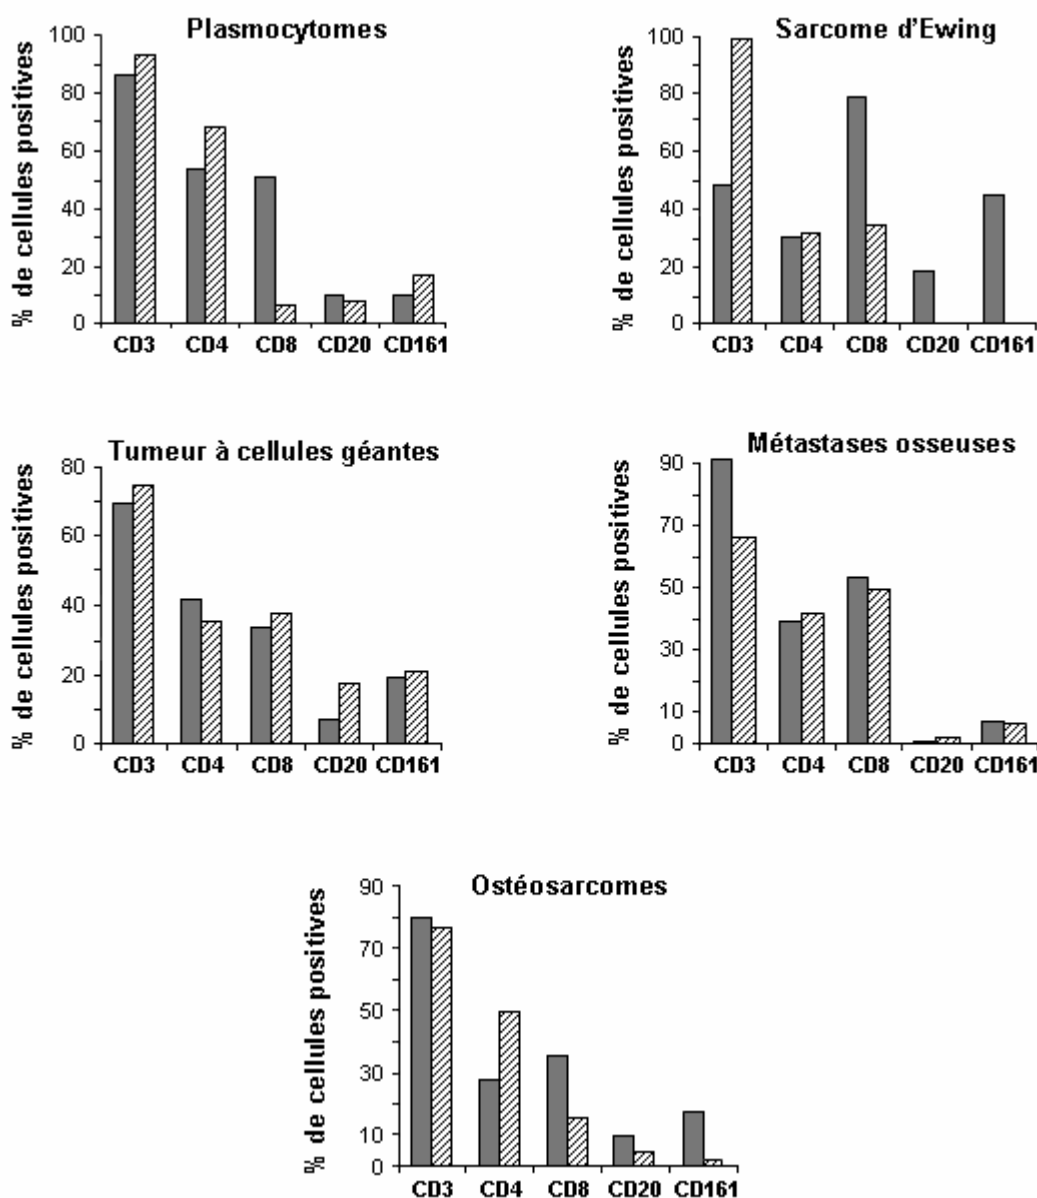 Plasmocytomes
% de cellules positives
100
80
60
40
20
0
CD3 CD4 CD8 CD20 CD161
Sarcome d'Ewing
% de cellules positives
100
80
60
40
20
0
CD3 CD4 CD8 CD20 CD161
Tumeur à cellules géantes
% de cellules positives
80
60
40
20
0
CD3 CD4 CD8 CD20 CD161
Métastases osseuses
% de cellules positives
90
70
50
30
10
0
CD3 CD4 CD8 CD20 CD161
Ostéosarcomes
% de cellules positives
90
70
50
30
10
0
CD3 CD4 CD8 CD20 CD161